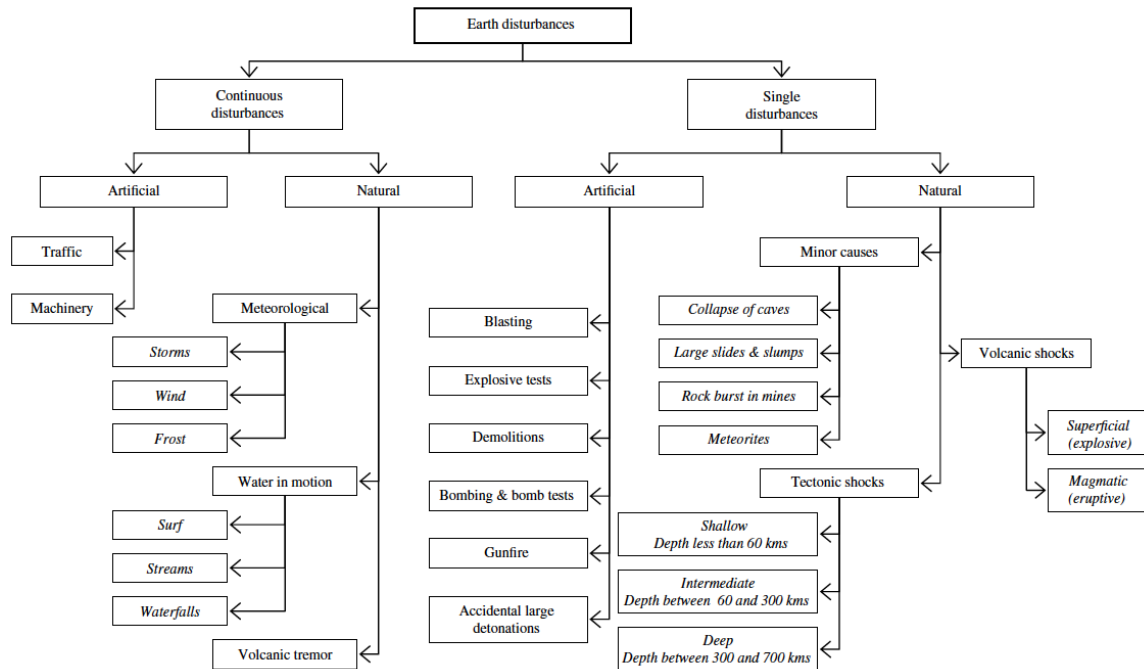 Earth disturbances
Continuous
disturbances
Single
disturbances
Artificial
Natural
Artificial
Natural
Traffic
Machinery
Meteorological
Storms
Wind
Frost
Water in motion
Surf
Streams
Waterfalls
Volcanic tremor
Blasting
Explosive tests
Demolitions
Bombing & bomb tests
Gunfire
Accidental large
detonations
Minor causes
Collapse of caves
Large slides & slumps
Rock burst in mines
Meteorites
Tectonic shocks
Shallow
Depth less than 60 kms
Intermediate
Depth between 60 and 300 kms
Deep
Depth between 300 and 700 kms
Volcanic shocks
Superficial
(explosive)
Magmatic
(eruptive)